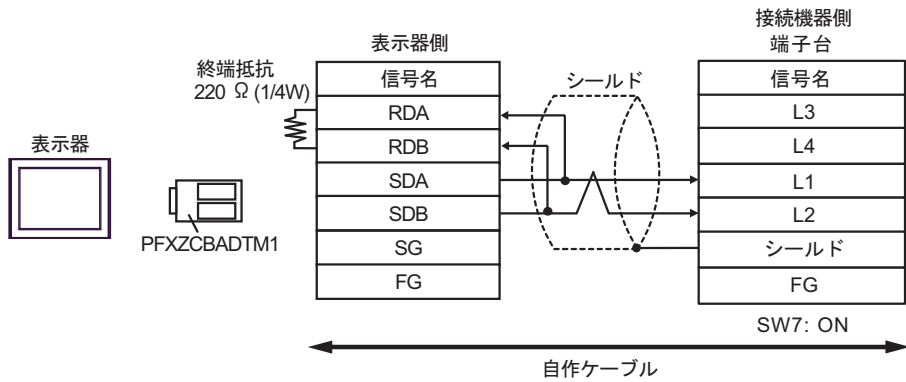 接続機器側
端子台
表示器側
終端抵抗
220 Ω (1/4W)
シールド
信号名
信号名
RDA
L3
RDB
L4
表示器
SDA
L1
SDB
L2
PFXZCBADTM1
SG
シールド
FG
FG
SW7: ON
自作ケーブル